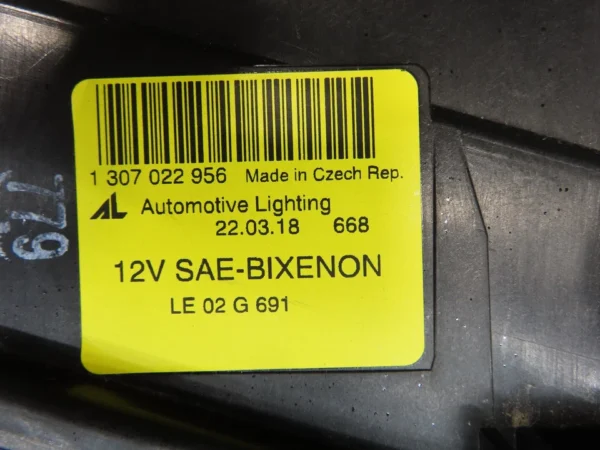 1 307 022 956 Made in Czech Rep.
AL Automotive Lighting
22.03.18 668
12V SAE-BIXENON
LE 02 G 691